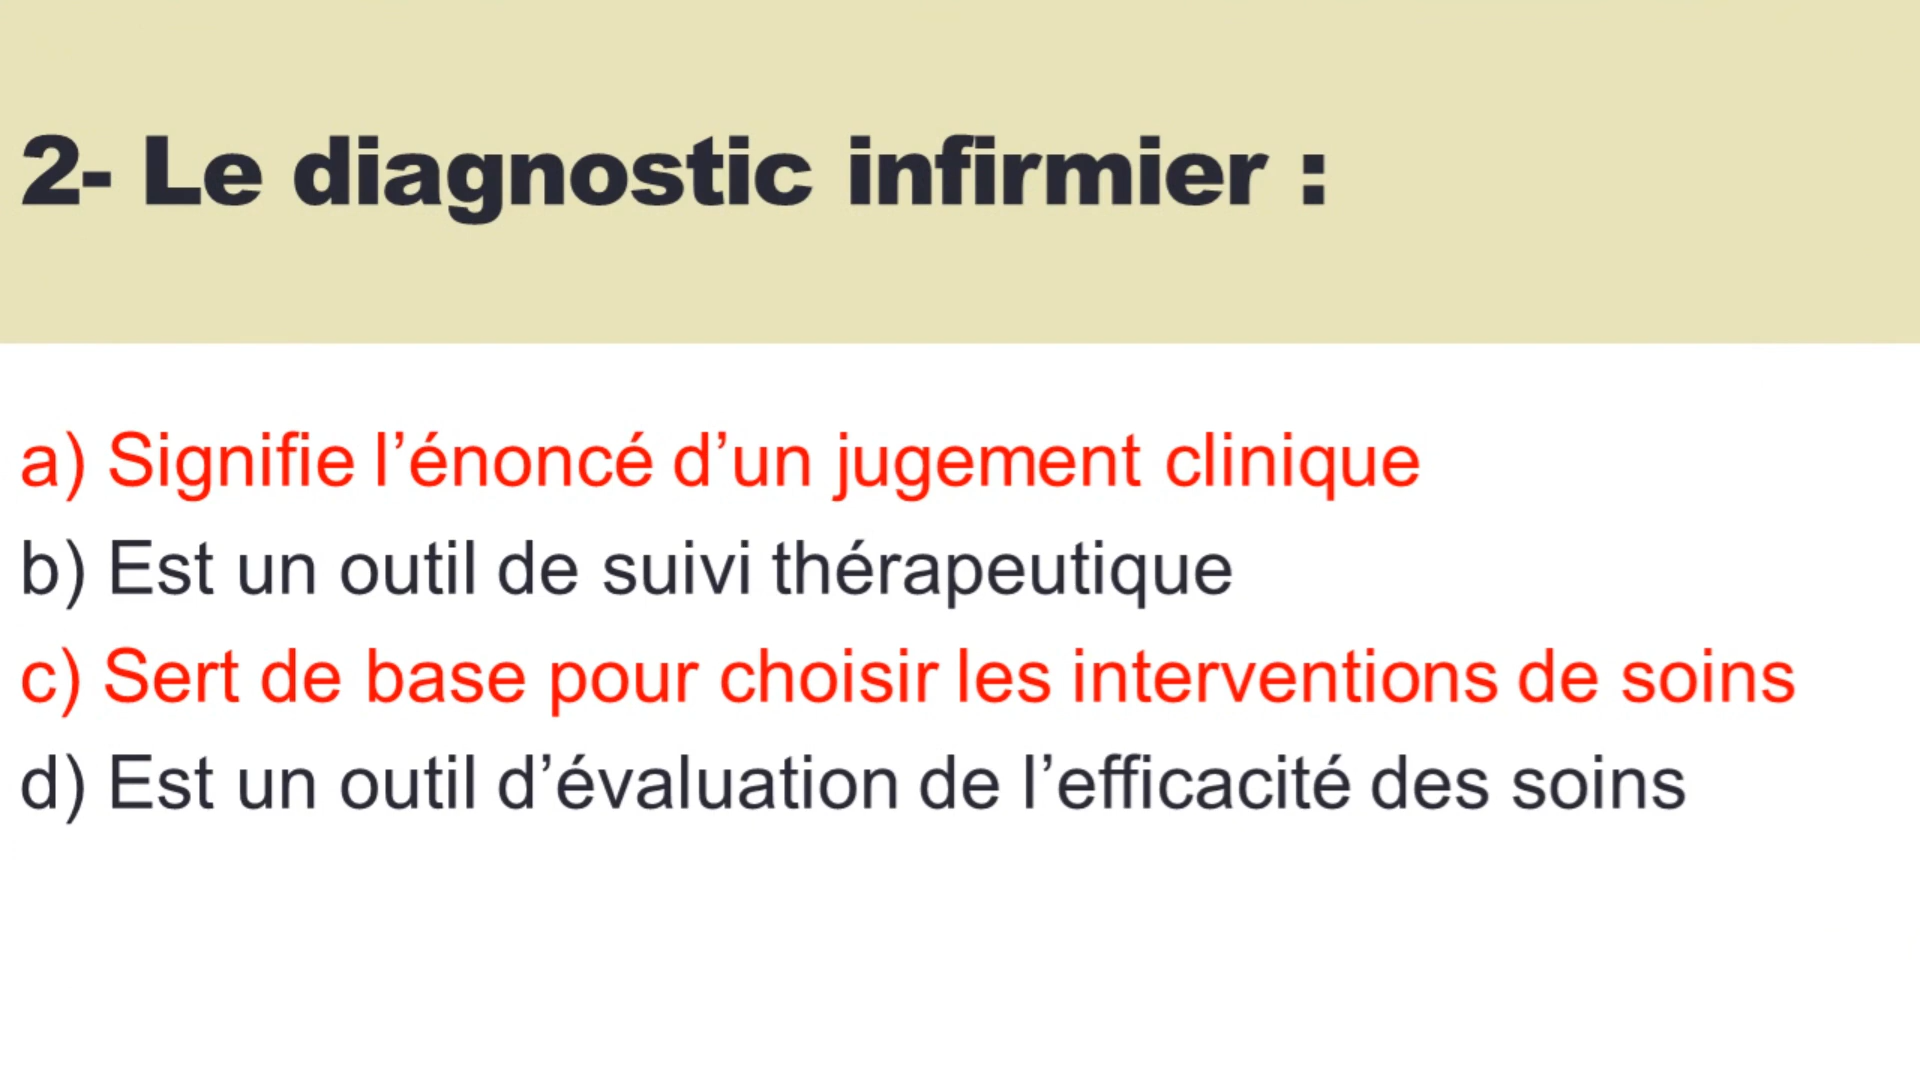 2- Le diagnostic infirmier :
a) Signifie l’énoncé d’un jugement clinique
b) Est un outil de suivi thérapeutique
c) Sert de base pour choisir les interventions de soins
d) Est un outil d’évaluation de l’efficacité des soins